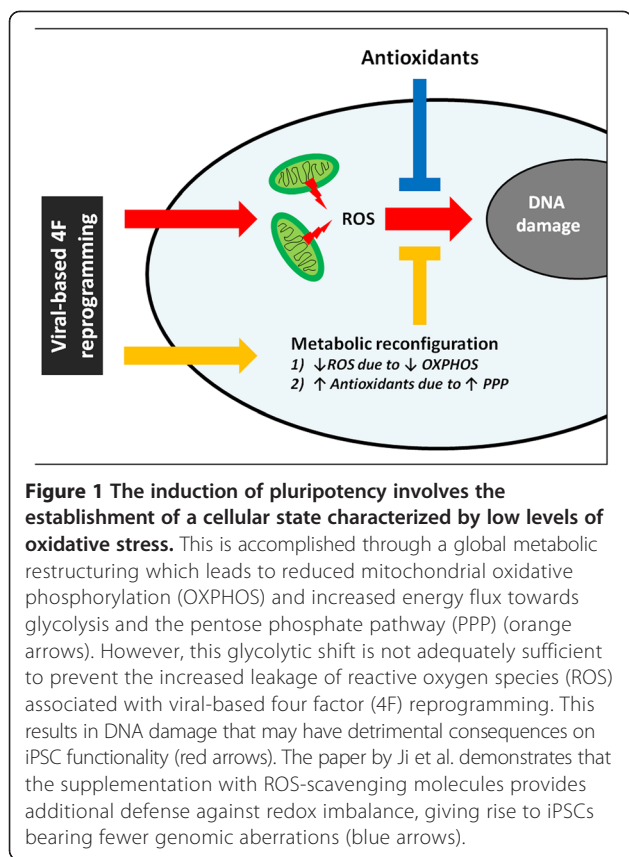 Antioxidants
Viral-based 4F
reprogramming
ROS
DNA
damage
Metabolic reconfiguration
1) ↓ROS due to ↓ OXPHOS
2) ↑ Antioxidants due to ↑ PPP
Figure 1 The induction of pluripotency involves the
establishment of a cellular state characterized by low levels of
oxidative stress. This is accomplished through a global metabolic
restructuring which leads to reduced mitochondrial oxidative
phosphorylation (OXPHOS) and increased energy flux towards
glycolysis and the pentose phosphate pathway (PPP) (orange
arrows). However, this glycolytic shift is not adequately sufficient
to prevent the increased leakage of reactive oxygen species (ROS)
associated with viral-based four factor (4F) reprogramming. This
results in DNA damage that may have detrimental consequences on
iPSC functionality (red arrows). The paper by Ji et al. demonstrates that
the supplementation with ROS-scavenging molecules provides
additional defense against redox imbalance, giving rise to iPSCs
bearing fewer genomic aberrations (blue arrows).